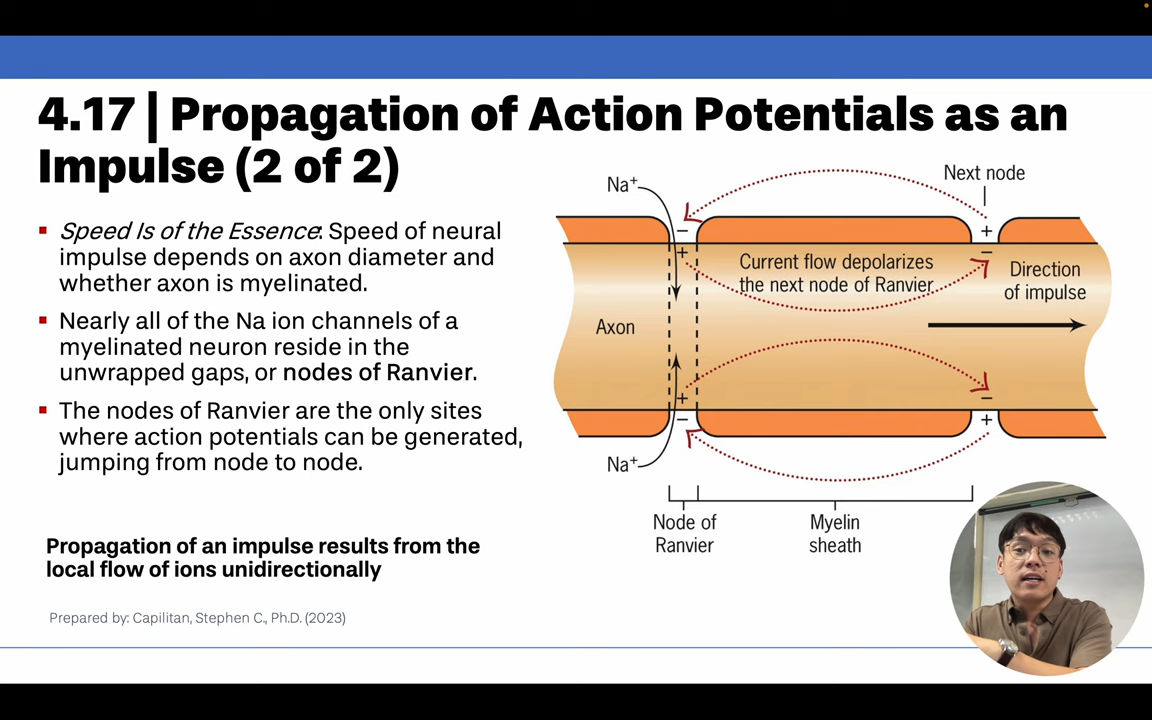 4.17 | Propagation of Action Potentials as an
Impulse (2 of 2)
▪ Speed Is of the Essence: Speed of neural
impulse depends on axon diameter and
whether axon is myelinated.
▪ Nearly all of the Na ion channels of a
myelinated neuron reside in the
unwrapped gaps, or nodes of Ranvier.
▪ The nodes of Ranvier are the only sites
where action potentials can be generated,
jumping from node to node.
Propagation of an impulse results from the
local flow of ions unidirectionally
Prepared by: Capilitan, Stephen C., Ph.D. (2023)
Na+
Next node
− +
+ −
Current flow depolarizes
the next node of Ranvier
Direction
of impulse
Axon
+ −
− +
Na+
Node of
Ranvier
Myelin
sheath